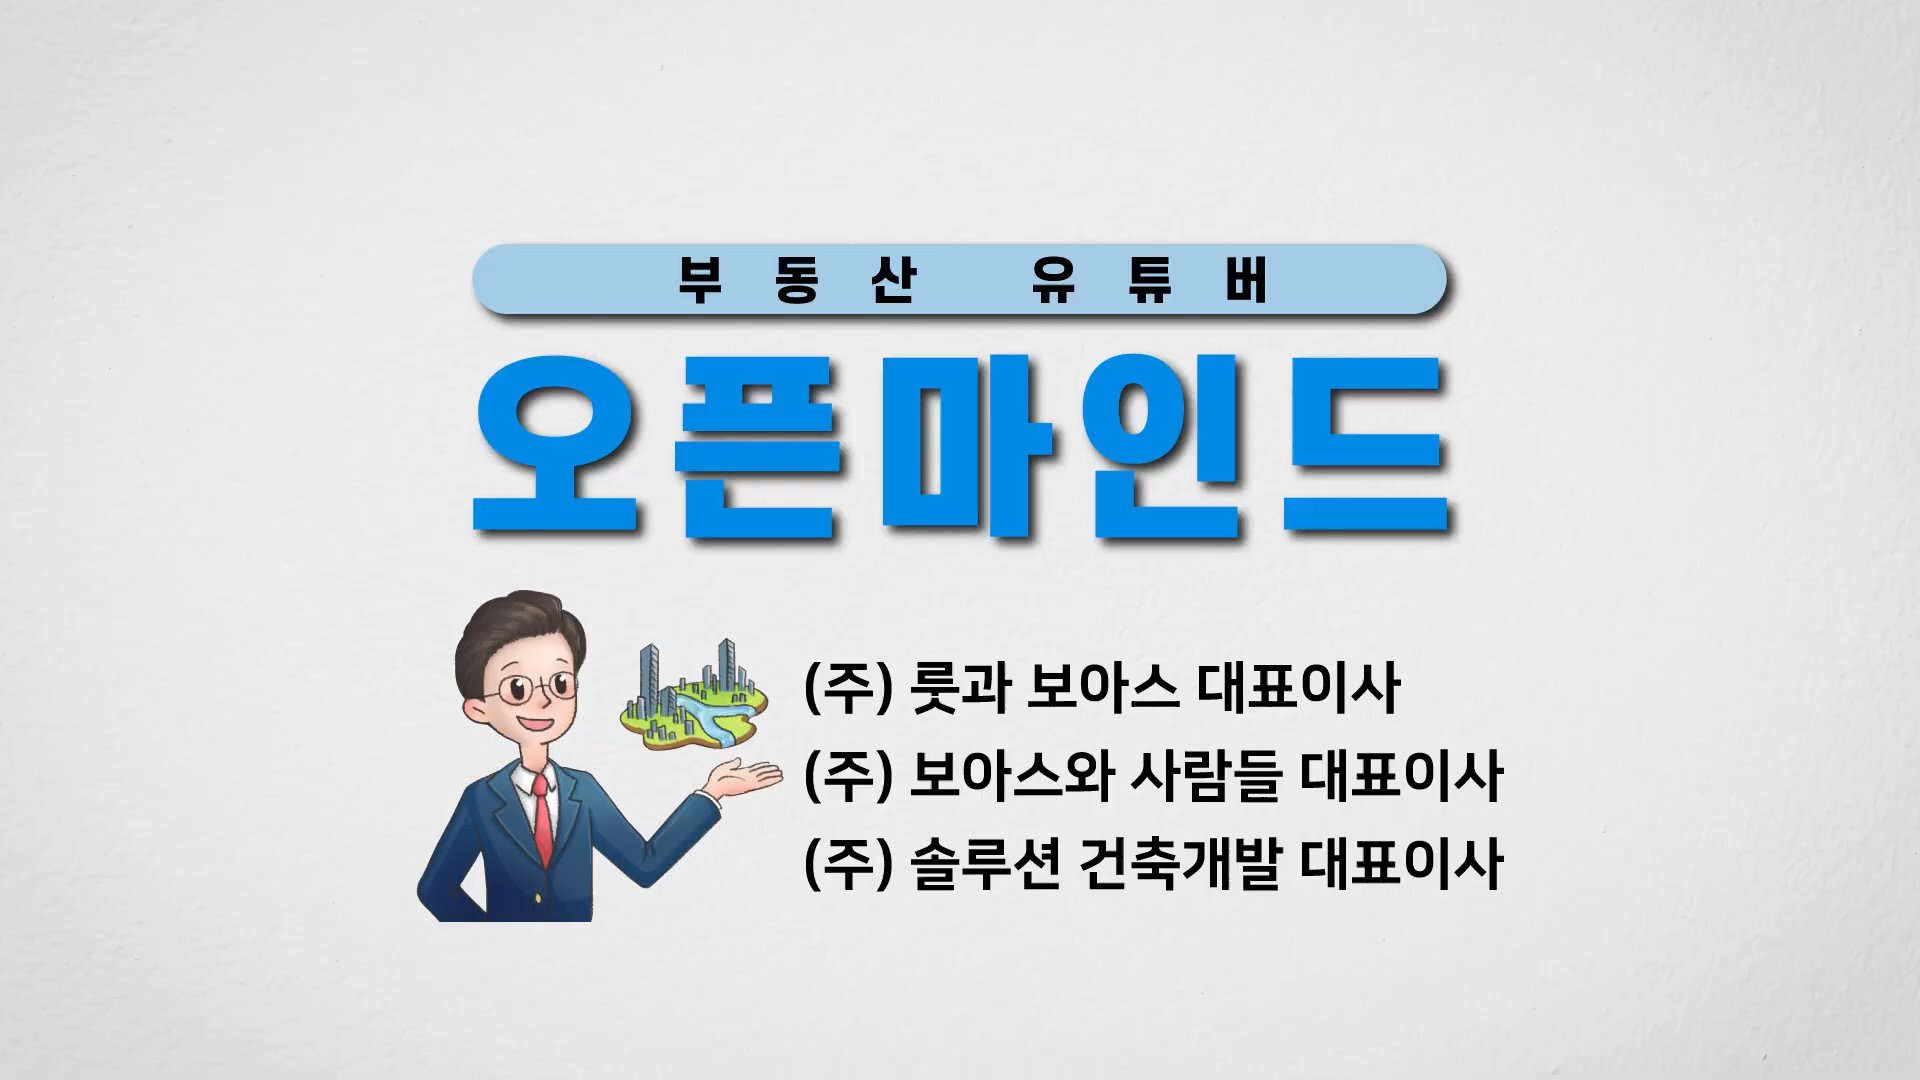 부동산 유튜버
오픈마인드
(주) 룻과 보아스 대표이사
(주) 보아스와 사람들 대표이사
(주) 솔루션 건축개발 대표이사